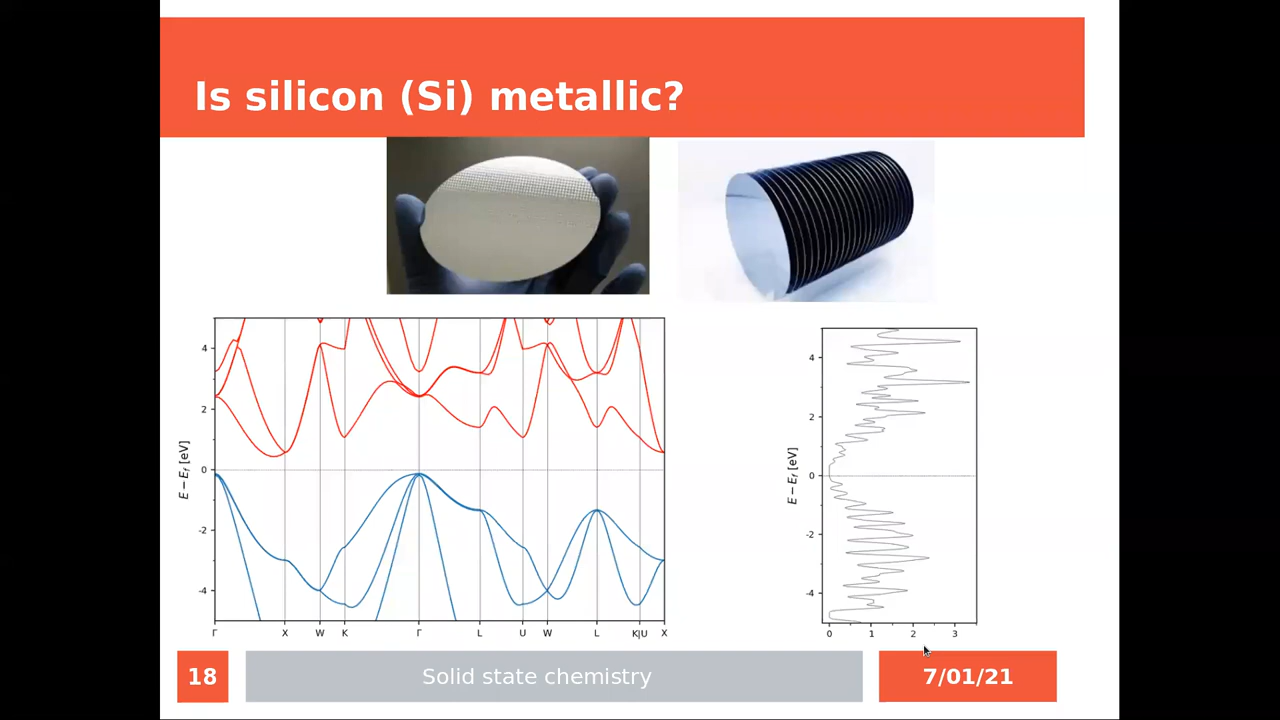 Is silicon (Si) metallic?
E − E_f [eV]
4
2
0
-2
-4
Γ X W K Γ L U W L K|U X
E − E_f [eV]
4
2
0
-2
-4
0 1 2 3
18
Solid state chemistry
7/01/21